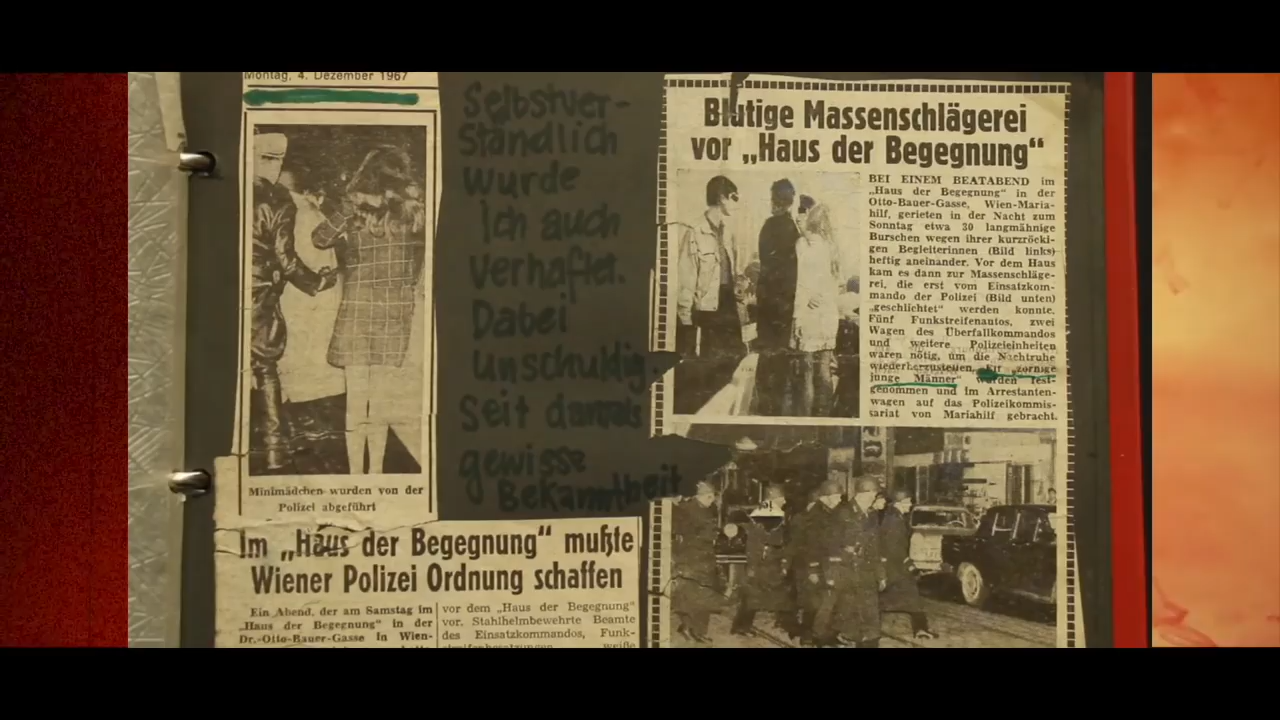 Montag, 4. Dezember 1967
Minimädchen wurden von der
Polizei abgeführt
Im „Haus der Begegnung“ mußte
Wiener Polizei Ordnung schaffen
Ein Abend, der am Samstag im
„Haus der Begegnung“ in der
Dr.-Otto-Bauer-Gasse in Wien-
vor dem „Haus der Begegnung“
vor. Stahlhelmbewehrte Beamte
des Einsatzkommandos, Funk-
Selbstver-
ständlich
wurde
Ich auch
verhaftet.
Dabei
unschuldig.
Seit damals
gewisse
Bekanntheit
Blutige Massenschlägerei
vor „Haus der Begegnung“
BEI EINEM BEATABEND im
„Haus der Begegnung“ in der
Otto-Bauer-Gasse, Wien-Maria-
hilf, gerieten in der Nacht zum
Sonntag etwa 30 langmähnige
Burschen wegen ihrer kurzröcki-
gen Begleiterinnen (Bild links)
heftig aneinander. Vor dem Haus
kam es dann zur Massenschläge-
rei, die erst vom Einsatzkom-
mando der Polizei (Bild unten)
„geschlichtet“ werden konnte.
Fünf Funkstreifenautos, zwei
Wagen des Überfallkommandos
und weitere Polizeieinheiten
waren nötig, um die Nachtruhe
wiederherzustellen. Elf „zornige
junge Männer“ wurden fest-
genommen und im Arrestanten-
wagen auf das Polizeikommis-
sariat von Mariahilf gebracht.